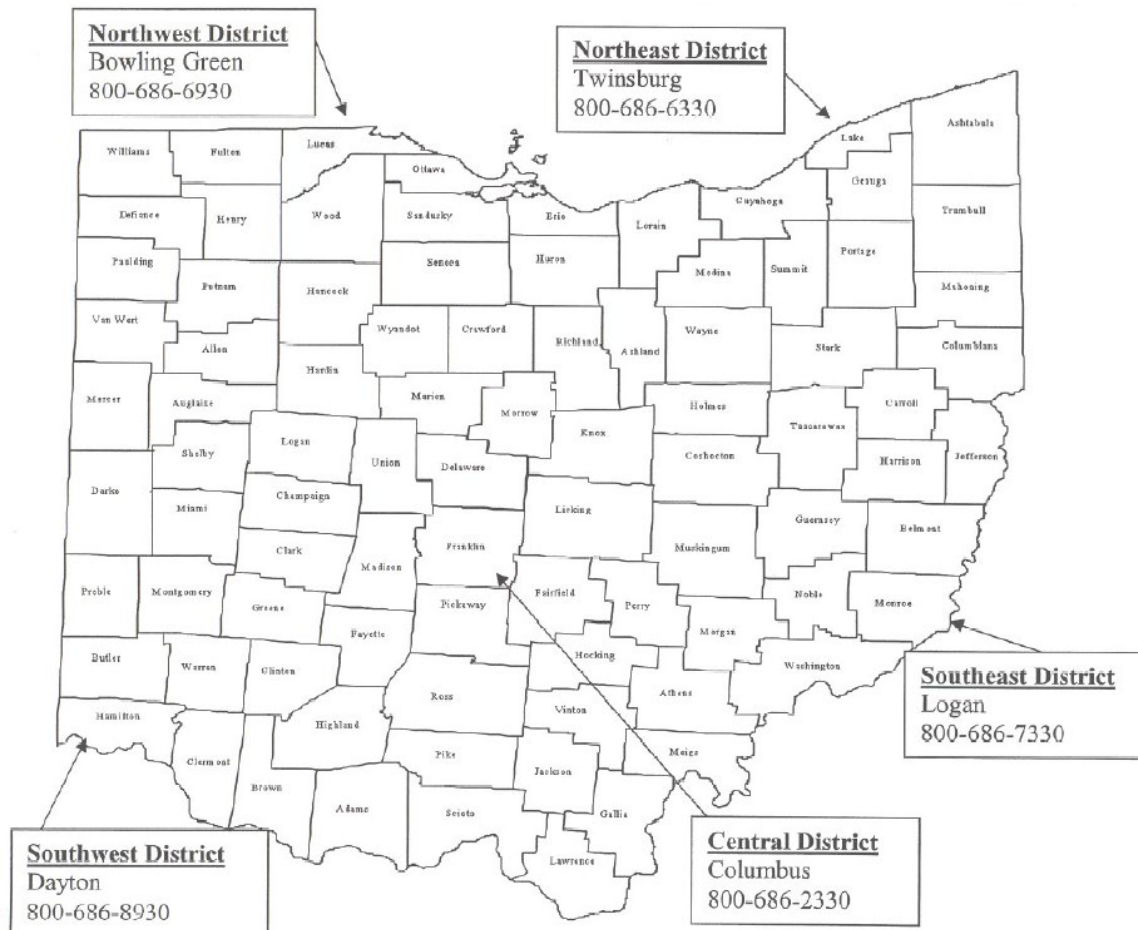 Northwest District
Bowling Green
800-686-6930
Northeast District
Twinsburg
800-686-6330
Williams
Fulton
Lucas
Ottawa
Lake
Ashtabula
Geauga
Defiance
Henry
Wood
Sandusky
Erie
Lorain
Cuyahoga
Trumbull
Paulding
Putnam
Hancock
Seneca
Huron
Medina
Summit
Portage
Mahoning
Van Wert
Allen
Wyandot
Crawford
Richland
Ashland
Wayne
Stark
Columbiana
Mercer
Auglaize
Hardin
Marion
Morrow
Holmes
Tuscarawas
Carroll
Shelby
Logan
Union
Delaware
Knox
Coshocton
Harrison
Jefferson
Darke
Miami
Champaign
Licking
Guernsey
Belmont
Clark
Madison
Franklin
Muskingum
Preble
Montgomery
Greene
Fayette
Pickaway
Fairfield
Perry
Morgan
Noble
Monroe
Butler
Warren
Clinton
Ross
Hocking
Athens
Washington
Hamilton
Clermont
Highland
Pike
Vinton
Meigs
Brown
Adams
Scioto
Jackson
Gallia
Lawrence
Southeast District
Logan
800-686-7330
Southwest District
Dayton
800-686-8930
Central District
Columbus
800-686-2330